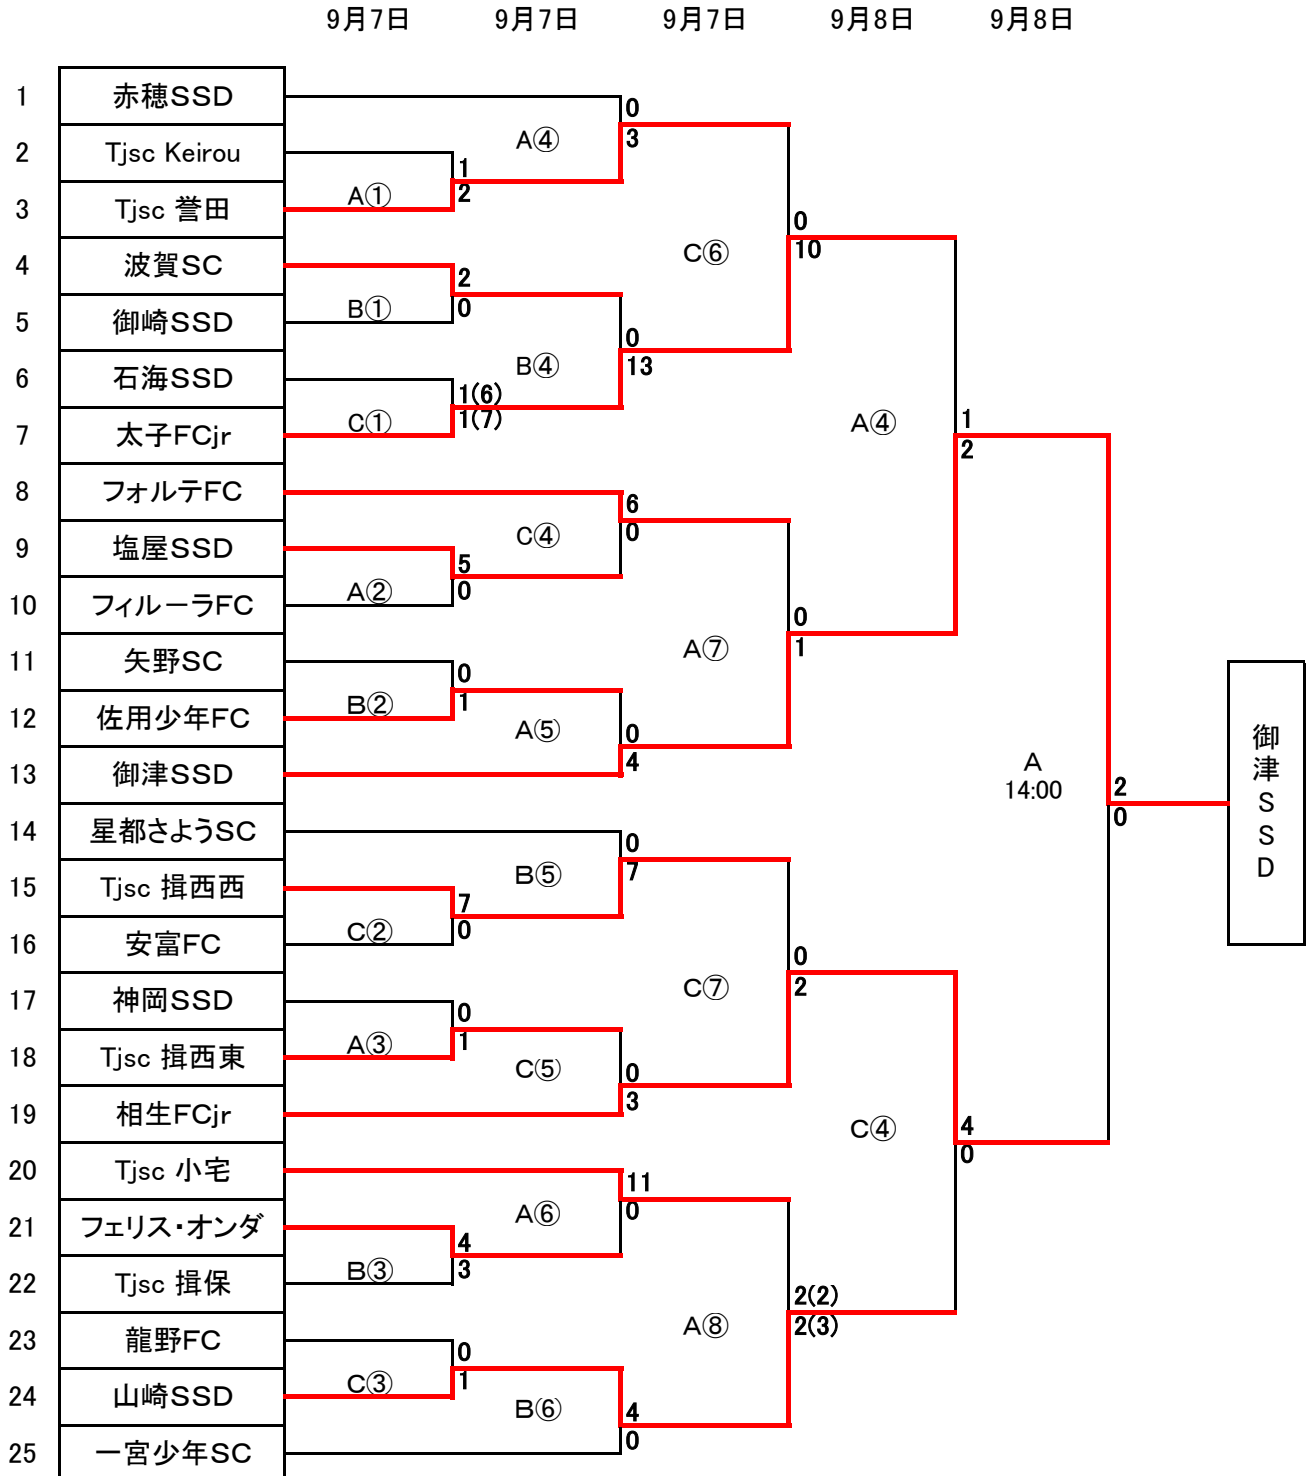 9月7日 9月7日 9月7日 9月8日 9月8日
1 赤穂SSD
0
A④
3
2 Tjsc Keirou
1
A①
2
3 Tjsc 誉田
0
C⑥
10
4 波賀SC
2
B①
0
5 御崎SSD
0
B④
13
6 石海SSD
1(6)
C①
1(7)
7 太子FCjr
A④
1
2
8 フォルテFC
6
C④
0
9 塩屋SSD
5
A②
0
10 フィルーラFC
0
A⑦
1
11 矢野SC
0
B②
1
12 佐用少年FC
A⑤
0
4
13 御津SSD
A
14:00
2
0
御津SSD
14 星都さようSC
0
B⑤
7
15 Tjsc 揖西西
7
C②
0
16 安富FC
0
C⑦
2
17 神岡SSD
0
A③
1
18 Tjsc 揖西東
C⑤
0
3
19 相生FCjr
C④
4
0
20 Tjsc 小宅
11
A⑥
0
21 フェリス・オンダ
4
B③
3
22 Tjsc 揖保
2(2)
A⑧
2(3)
23 龍野FC
0
C③
1
24 山崎SSD
B⑥
4
0
25 一宮少年SC